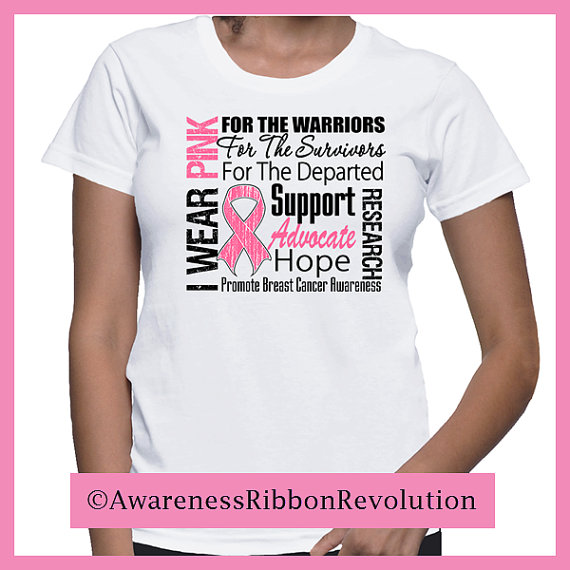 I WEAR PINK
FOR THE WARRIORS
For The Survivors
For The Departed
Support
Advocate
Hope
RESEARCH
Promote Breast Cancer Awareness
©AwarenessRibbonRevolution